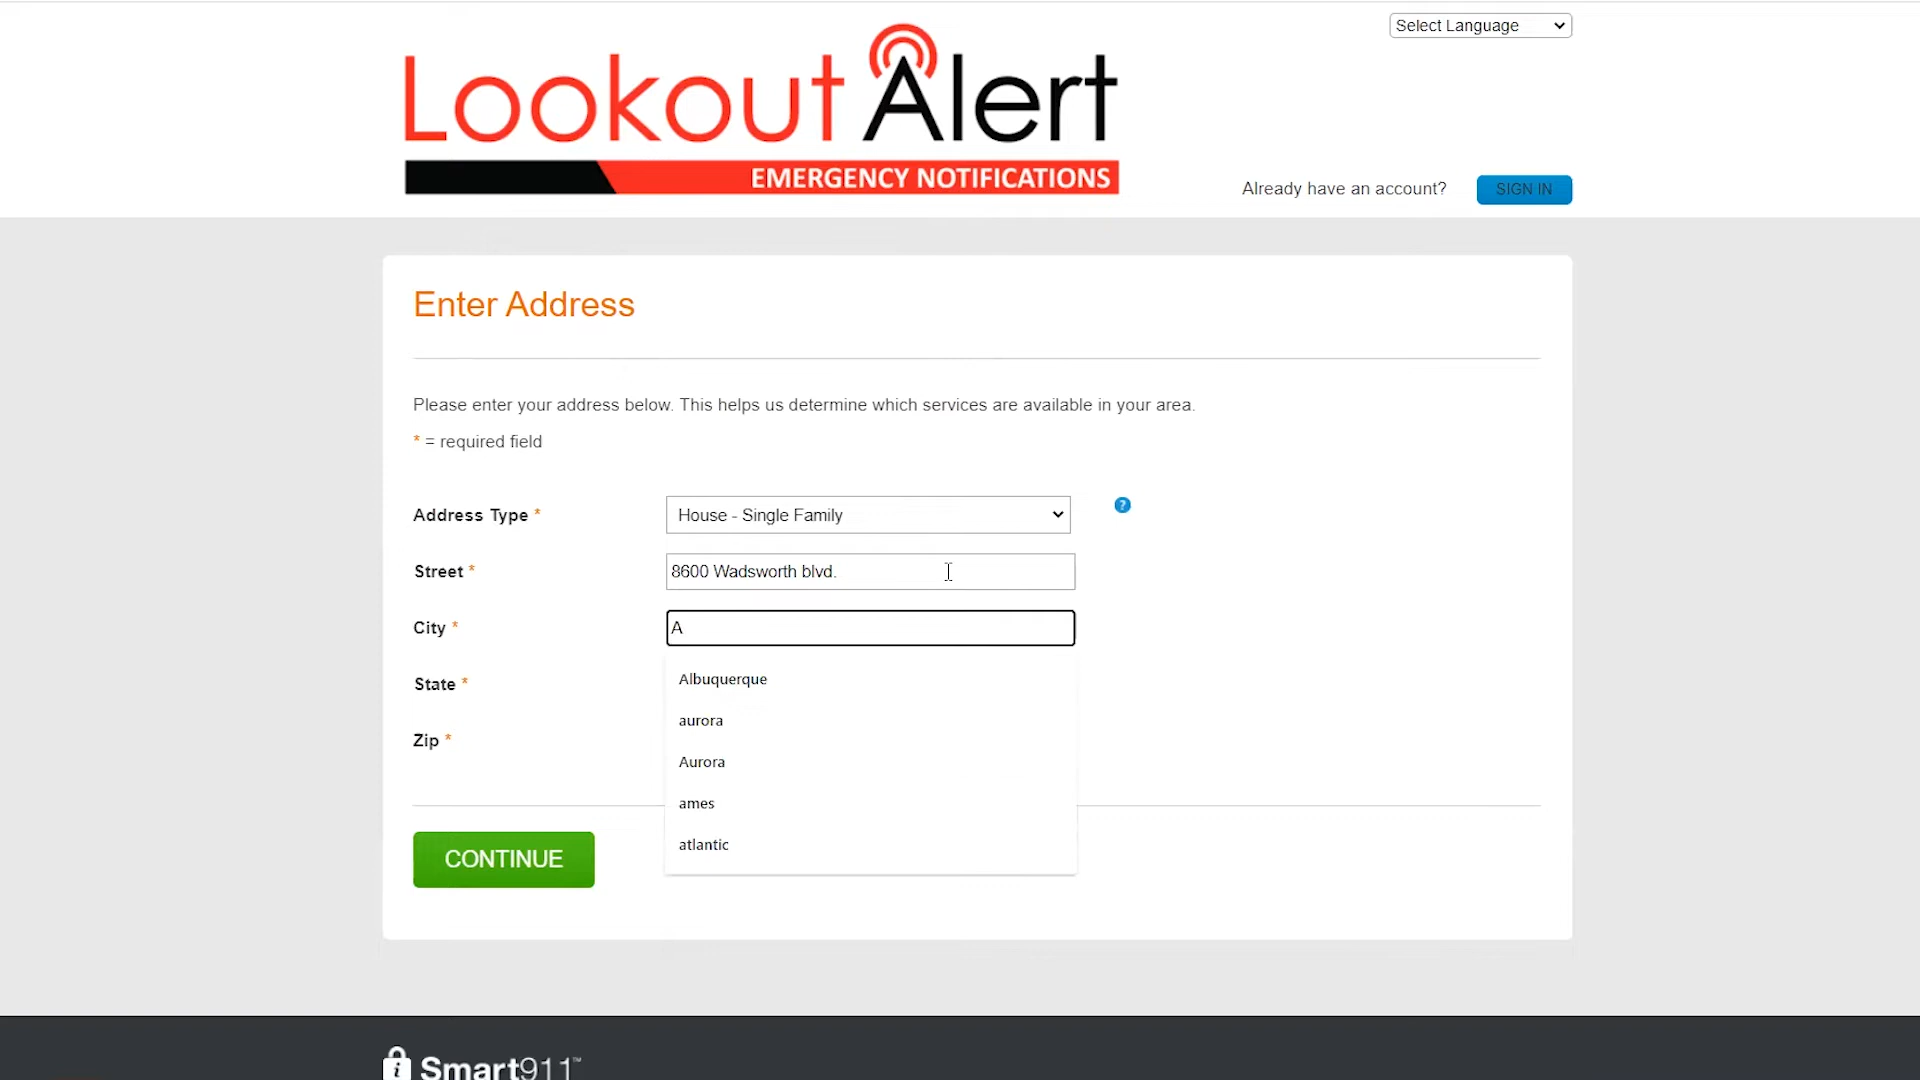 Select Language
Lookout Alert
EMERGENCY NOTIFICATIONS
Already have an account?
SIGN IN
Enter Address
Please enter your address below. This helps us determine which services are available in your area.
* = required field
Address Type *
House - Single Family
?
Street *
8600 Wadsworth blvd.
City *
A
Albuquerque
State *
aurora
Zip *
Aurora
ames
atlantic
CONTINUE
Smart911™